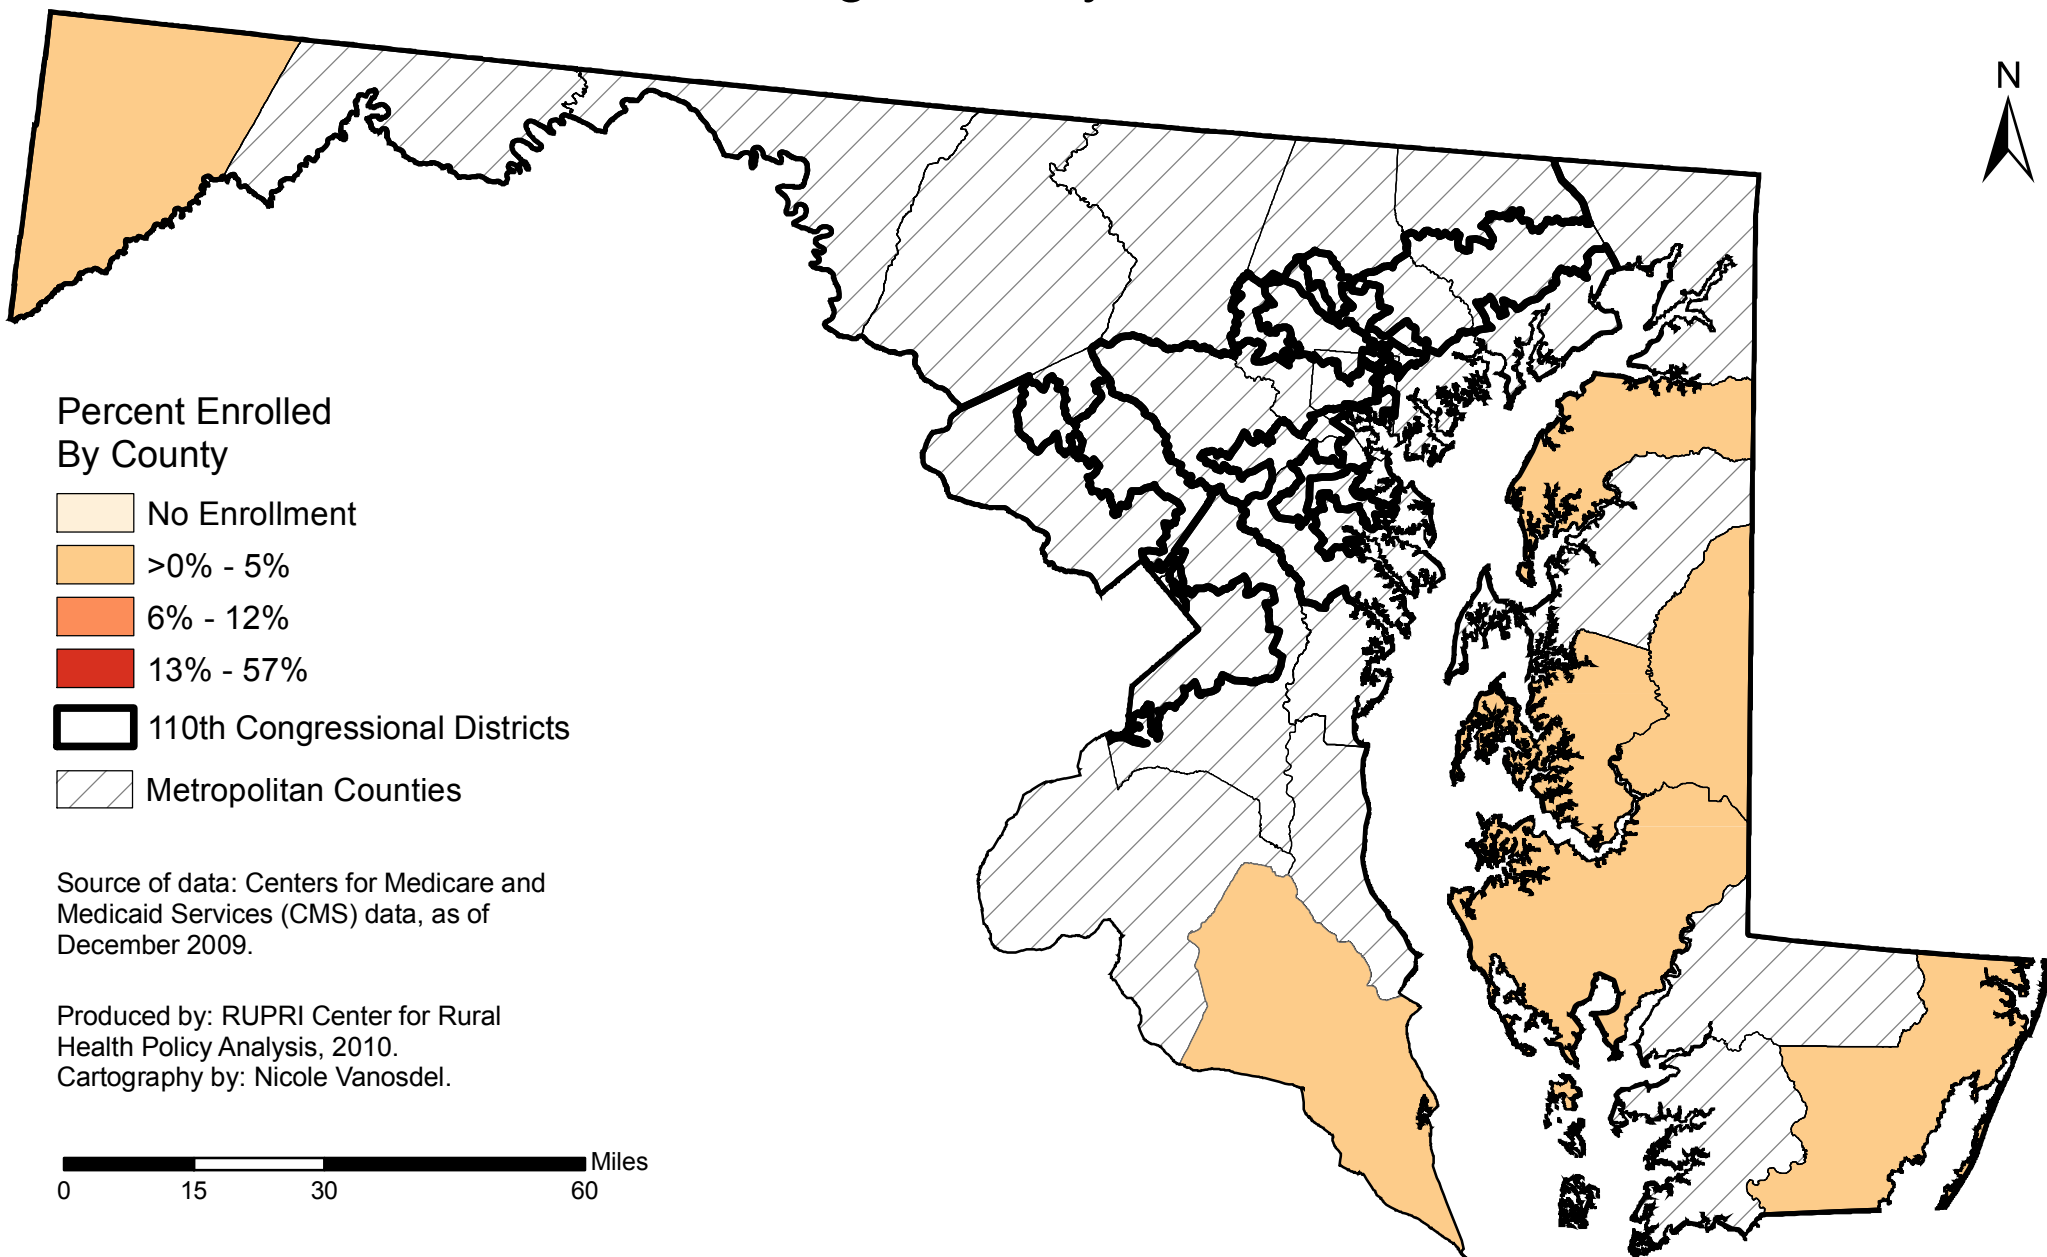 N
Percent Enrolled
By County
No Enrollment
>0% - 5%
6% - 12%
13% - 57%
110th Congressional Districts
Metropolitan Counties
Source of data: Centers for Medicare and
Medicaid Services (CMS) data, as of
December 2009.
Produced by: RUPRI Center for Rural
Health Policy Analysis, 2010.
Cartography by: Nicole Vanosdel.
Miles
0 15 30 60